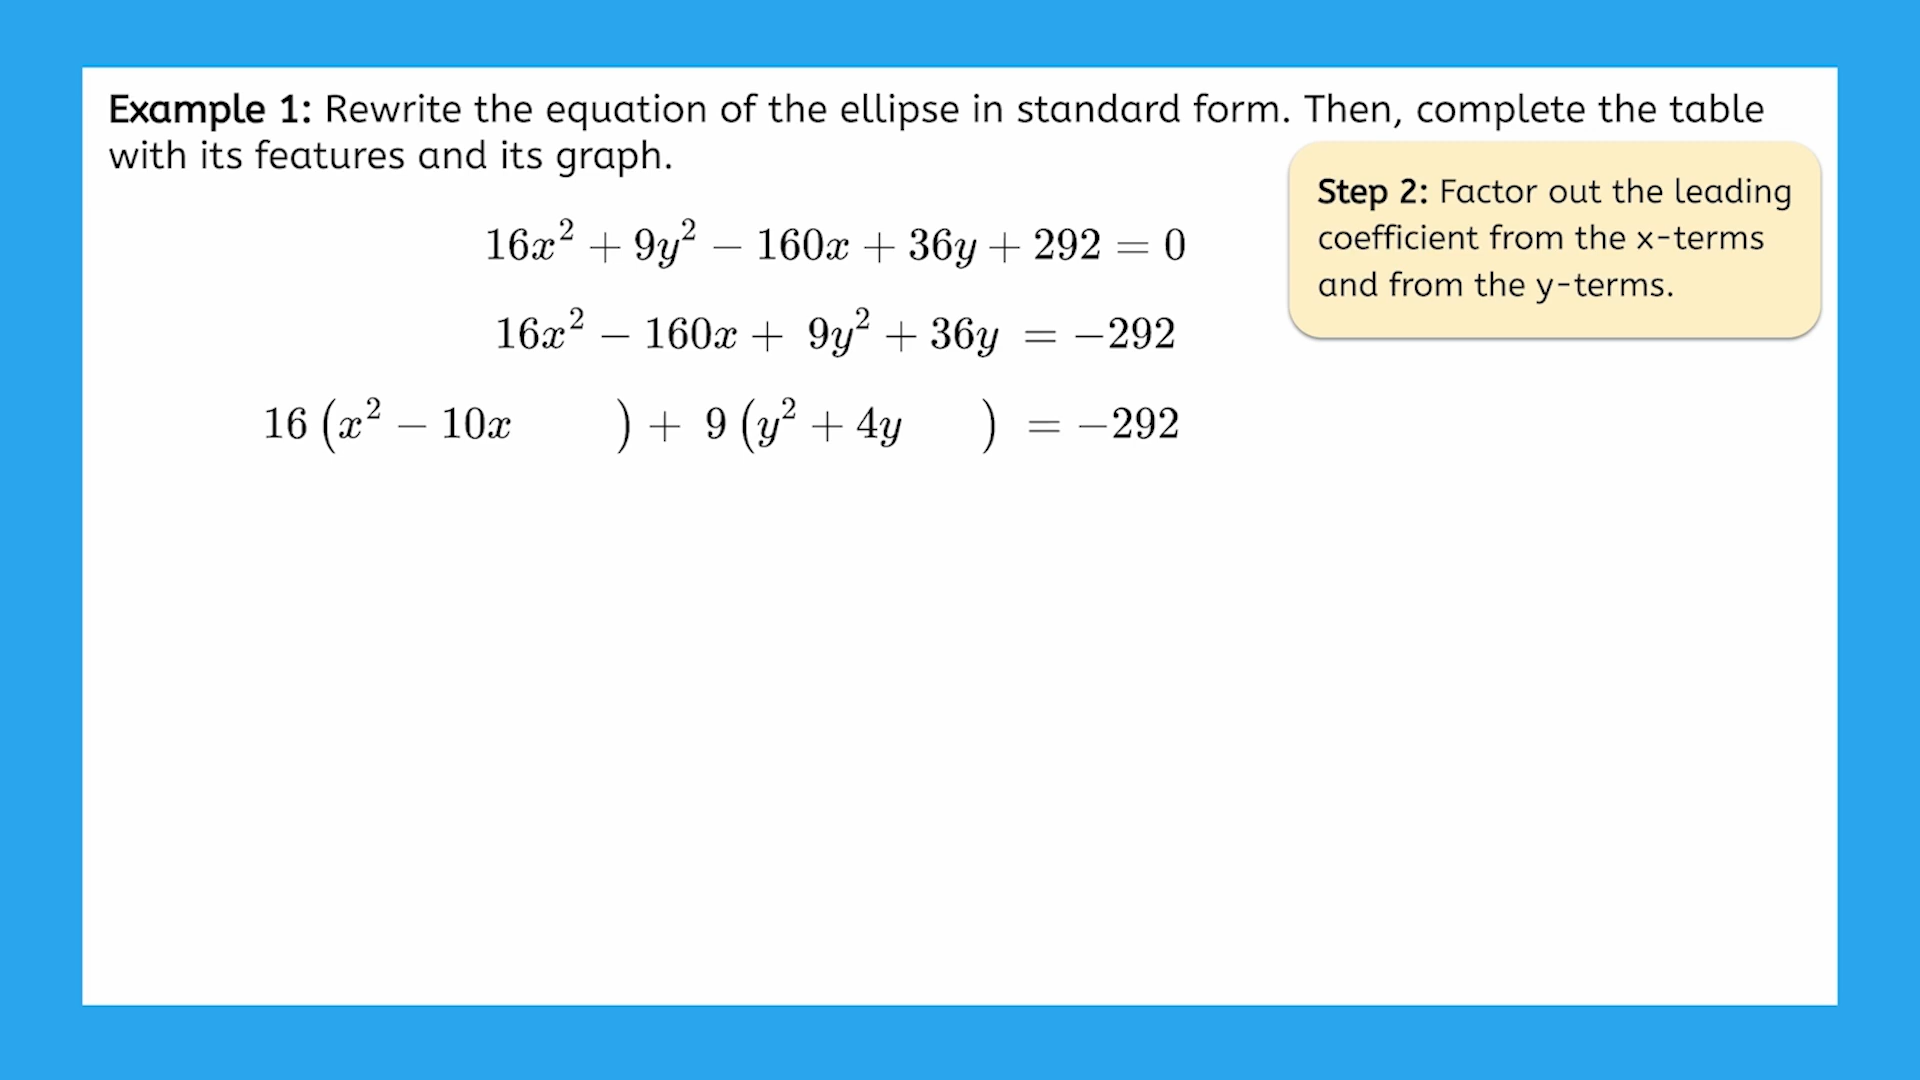 Example 1: Rewrite the equation of the ellipse in standard form. Then, complete the table
with its features and its graph.
Step 2: Factor out the leading
coefficient from the x-terms
and from the y-terms.
16x² + 9y² − 160x + 36y + 292 = 0
16x² − 160x + 9y² + 36y = −292
16 (x² − 10x ) + 9 (y² + 4y ) = −292